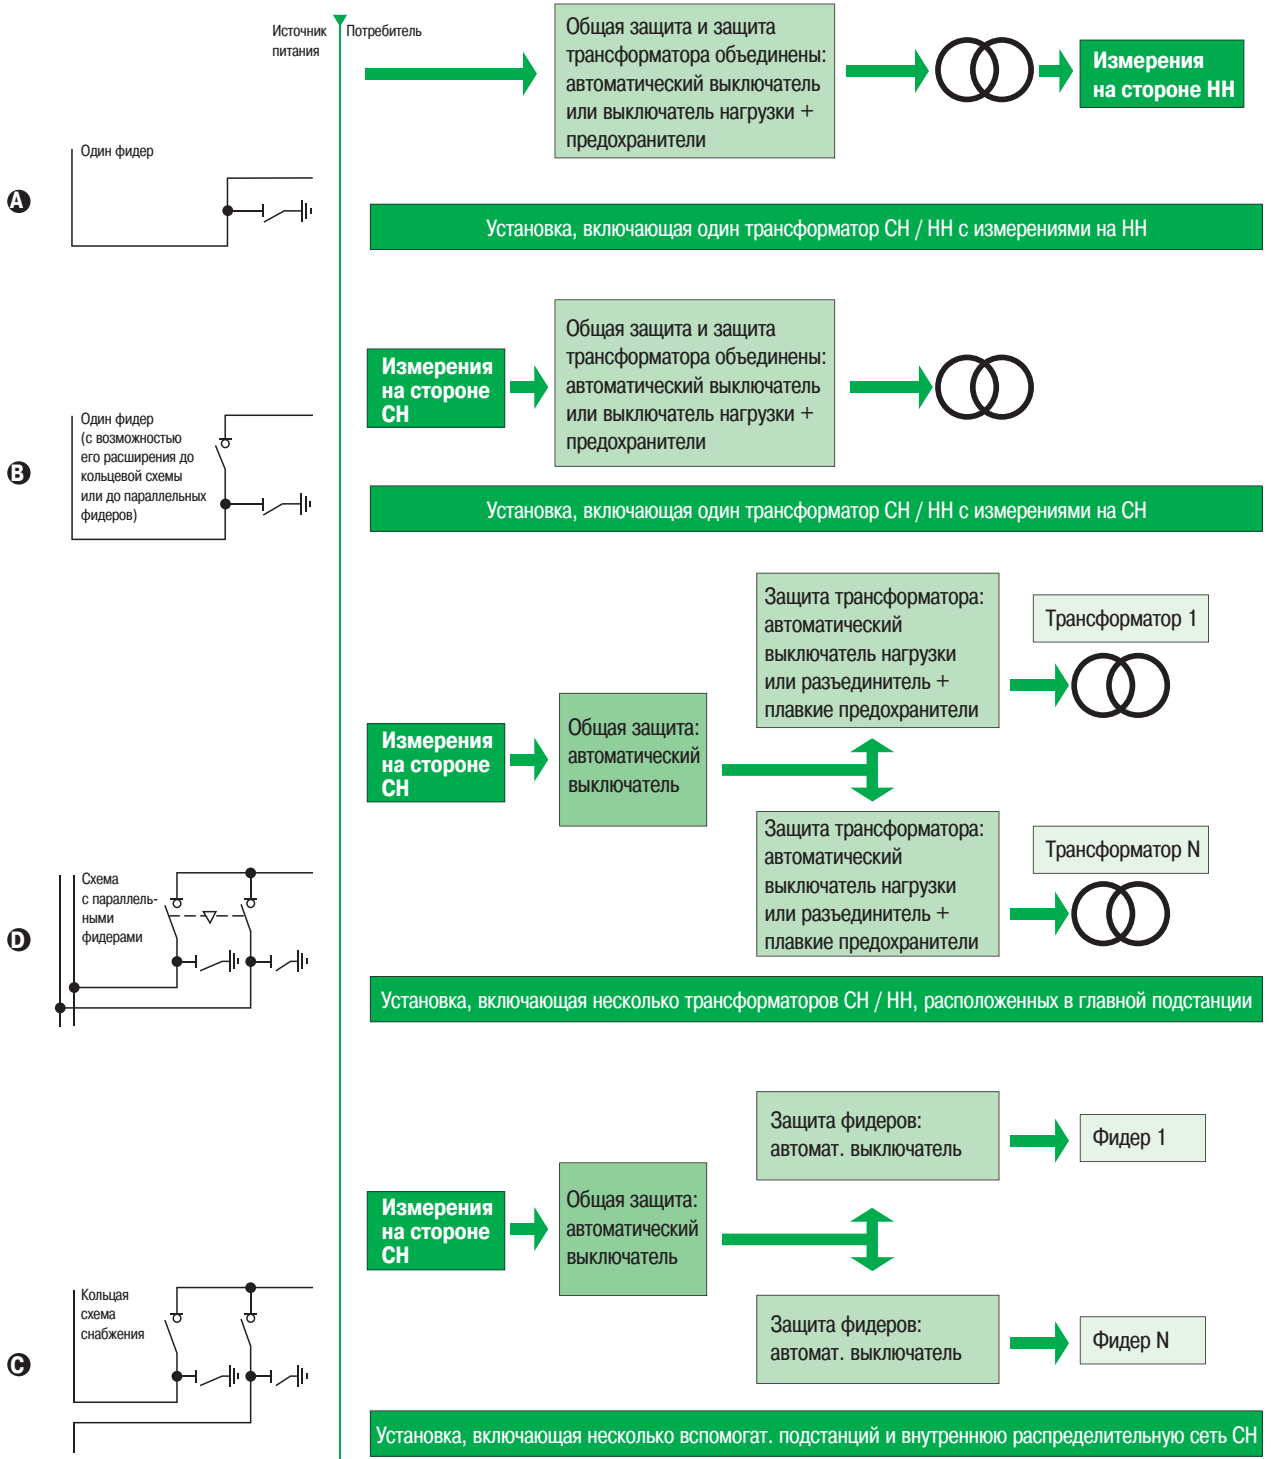 Источник
питания
Потребитель
Общая защита и защита
трансформатора объединены:
автоматический выключатель
или выключатель нагрузки +
предохранители
Измерения
на стороне НН
A
Один фидер
Установка, включающая один трансформатор СН / НН с измерениями на НН
B
Один фидер
(с возможностью
его расширения до
кольцевой схемы
или до параллельных
фидеров)
Измерения
на стороне
СН
Общая защита и защита
трансформатора объединены:
автоматический выключатель
или выключатель нагрузки +
предохранители
Установка, включающая один трансформатор СН / НН с измерениями на СН
D
Схема
с параллель-
ными
фидерами
Измерения
на стороне
СН
Общая защита:
автоматический
выключатель
Защита трансформатора:
автоматический
выключатель нагрузки
или разъединитель +
плавкие предохранители
Трансформатор 1
Защита трансформатора:
автоматический
выключатель нагрузки
или разъединитель +
плавкие предохранители
Трансформатор N
Установка, включающая несколько трансформаторов СН / НН, расположенных в главной подстанции
C
Кольцая
схема
снабжения
Измерения
на стороне
СН
Общая защита:
автоматический
выключатель
Защита фидеров:
автомат. выключатель
Фидер 1
Защита фидеров:
автомат. выключатель
Фидер N
Установка, включающая несколько вспомогат. подстанций и внутреннюю распределительную сеть СН